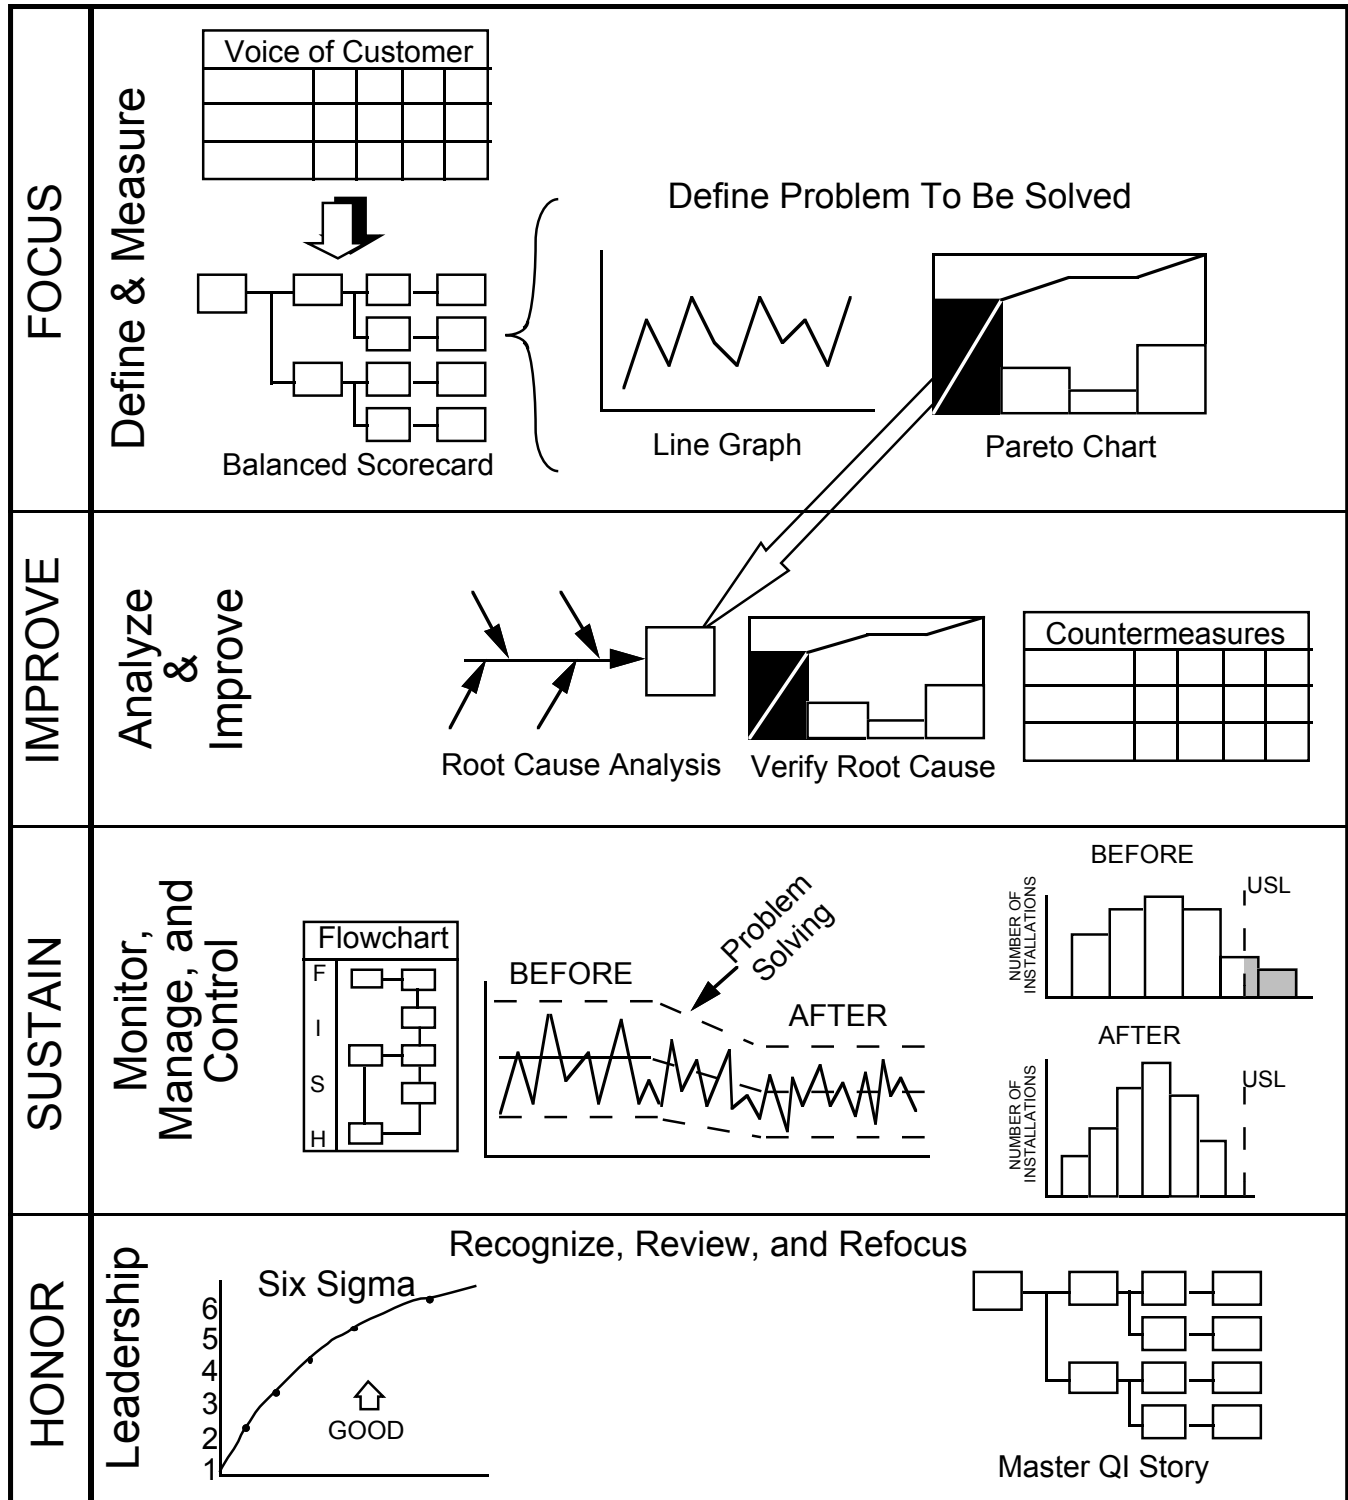 FOCUS
Define & Measure
Voice of Customer
Balanced Scorecard
Define Problem To Be Solved
Line Graph
Pareto Chart
IMPROVE
Analyze
&
Improve
Root Cause Analysis
Verify Root Cause
Countermeasures
SUSTAIN
Monitor,
Manage, and
Control
Flowchart
F
I
S
H
BEFORE
Problem
Solving
AFTER
BEFORE
USL
NUMBER OF
INSTALLATIONS
AFTER
USL
NUMBER OF
INSTALLATIONS
HONOR
Leadership
Recognize, Review, and Refocus
Six Sigma
6
5
4
3
2
1
GOOD
Master QI Story